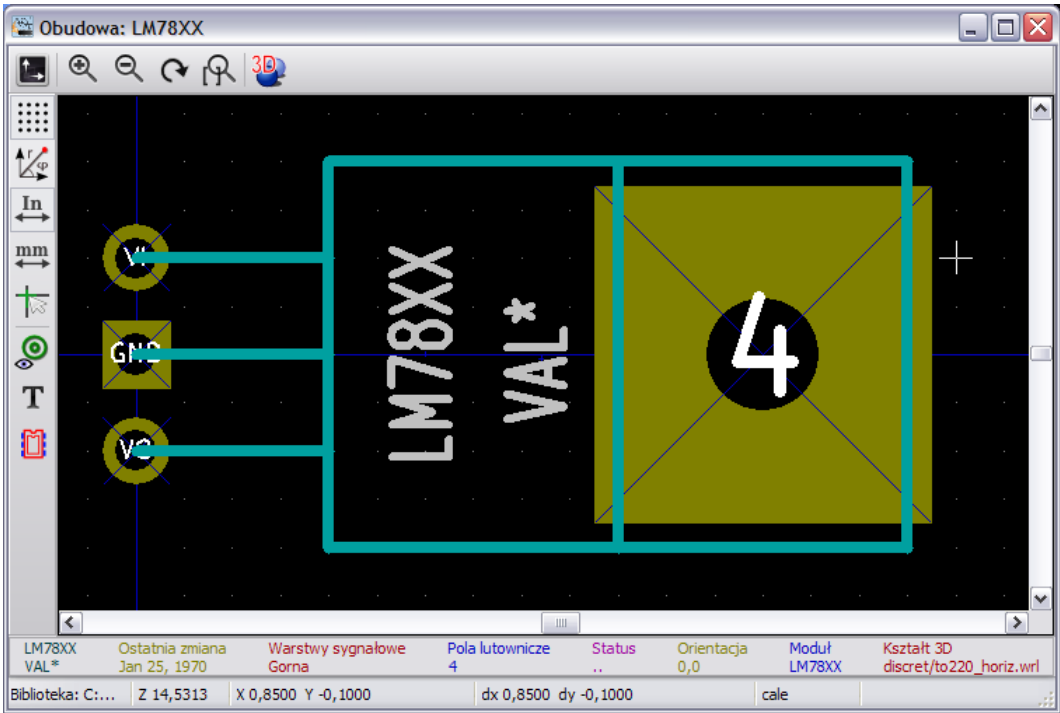 Obudowa: LM78XX
3D
In
mm
T
VI
GND
VO
LM78XX
VAL*
4
LM78XX Ostatnia zmiana Warstwy sygnałowe Pola lutownicze Status Orientacja Moduł Kształt 3D
VAL* Jan 25, 1970 Gorna 4 .. 0,0 LM78XX discret/to220_horiz.wrl
Biblioteka: C:... Z 14,5313 X 0,8500 Y -0,1000 dx 0,8500 dy -0,1000 cale